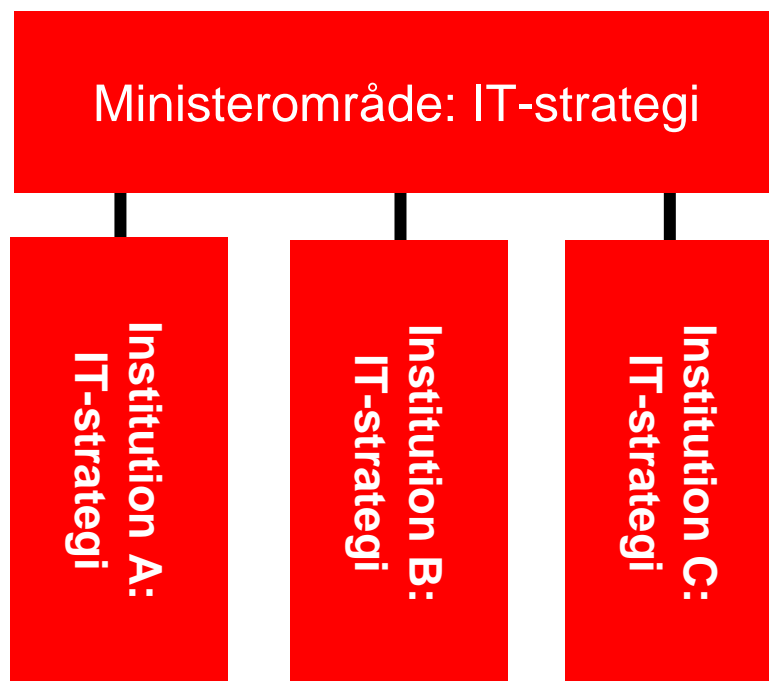 Ministerområde: IT-strategi
Institution A:
IT-strategi
Institution B:
IT-strategi
Institution C:
IT-strategi